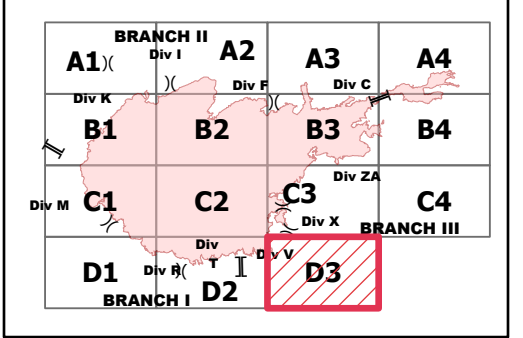 BRANCH II
A1
Div I
A2
A3
A4
Div K
Div F
Div C
B1
B2
B3
B4
Div M
C1
C2
C3
Div ZA
C4
Div X
BRANCH III
Div T
Div V
D1
Div R
D2
D3
BRANCH I